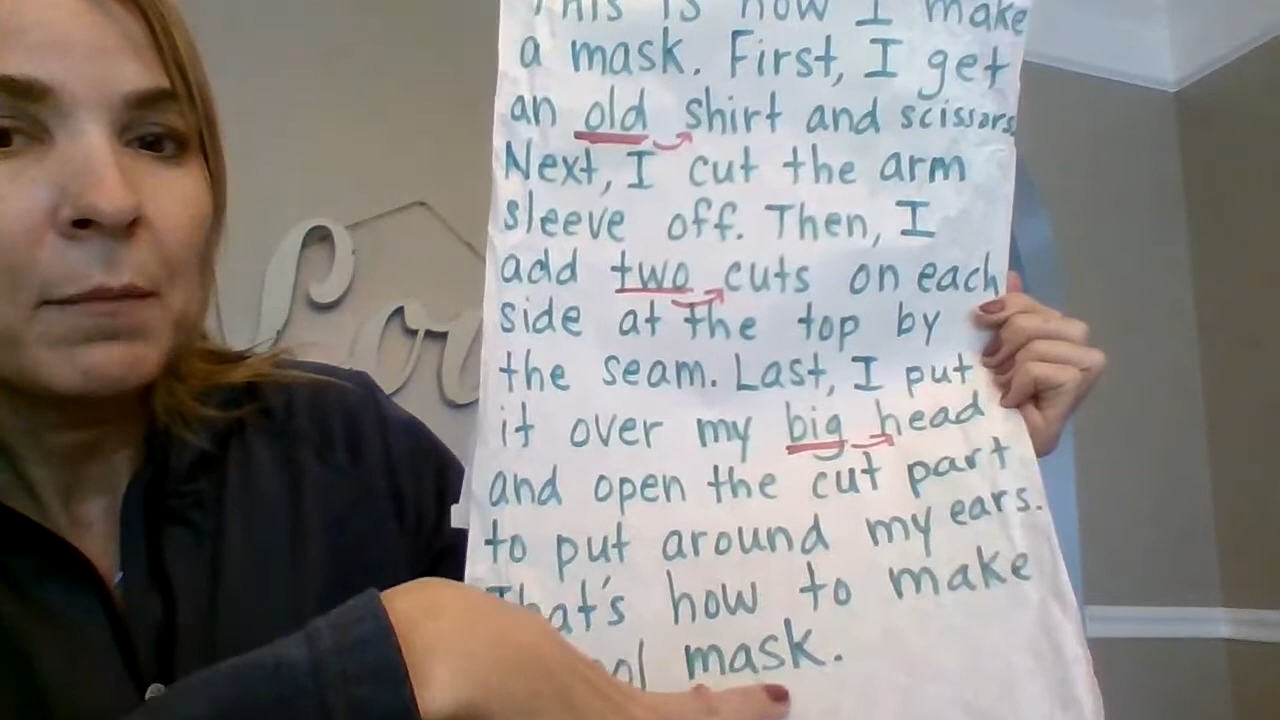 This is how I make
a mask. First, I get
an old shirt and scissors.
Next, I cut the arm
sleeve off. Then, I
add two cuts on each
side at the top by
the seam. Last, I put
it over my big head
and open the cut part
to put around my ears.
That's how to make
mask.
Lov